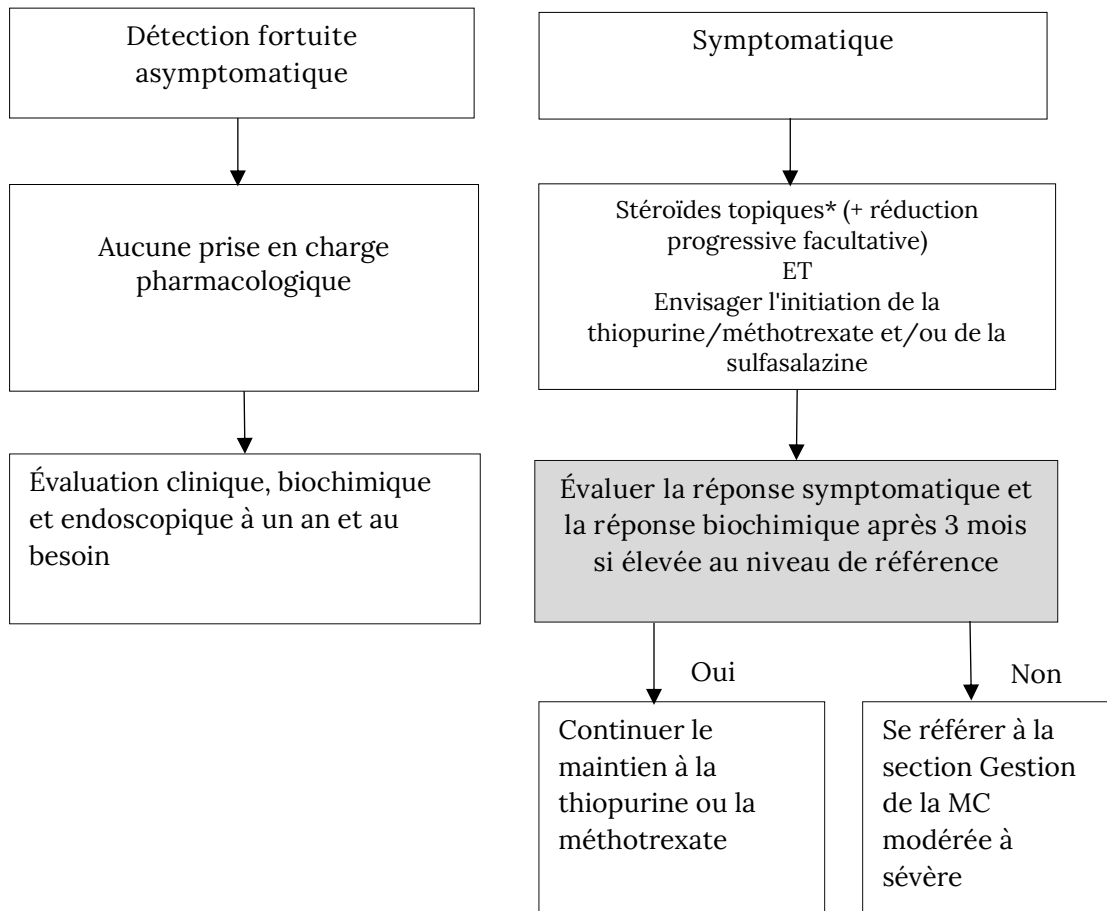 Détection fortuite
asymptomatique
Aucune prise en charge
pharmacologique
Évaluation clinique, biochimique
et endoscopique à un an et au
besoin
Symptomatique
Stéroïdes topiques* (+ réduction
progressive facultative)
ET
Envisager l'initiation de la
thiopurine/méthotrexate et/ou de la
sulfasalazine
Évaluer la réponse symptomatique et
la réponse biochimique après 3 mois
si élevée au niveau de référence
Oui
Non
Continuer le
maintien à la
thiopurine ou la
méthotrexate
Se référer à la
section Gestion
de la MC
modérée à
sévère